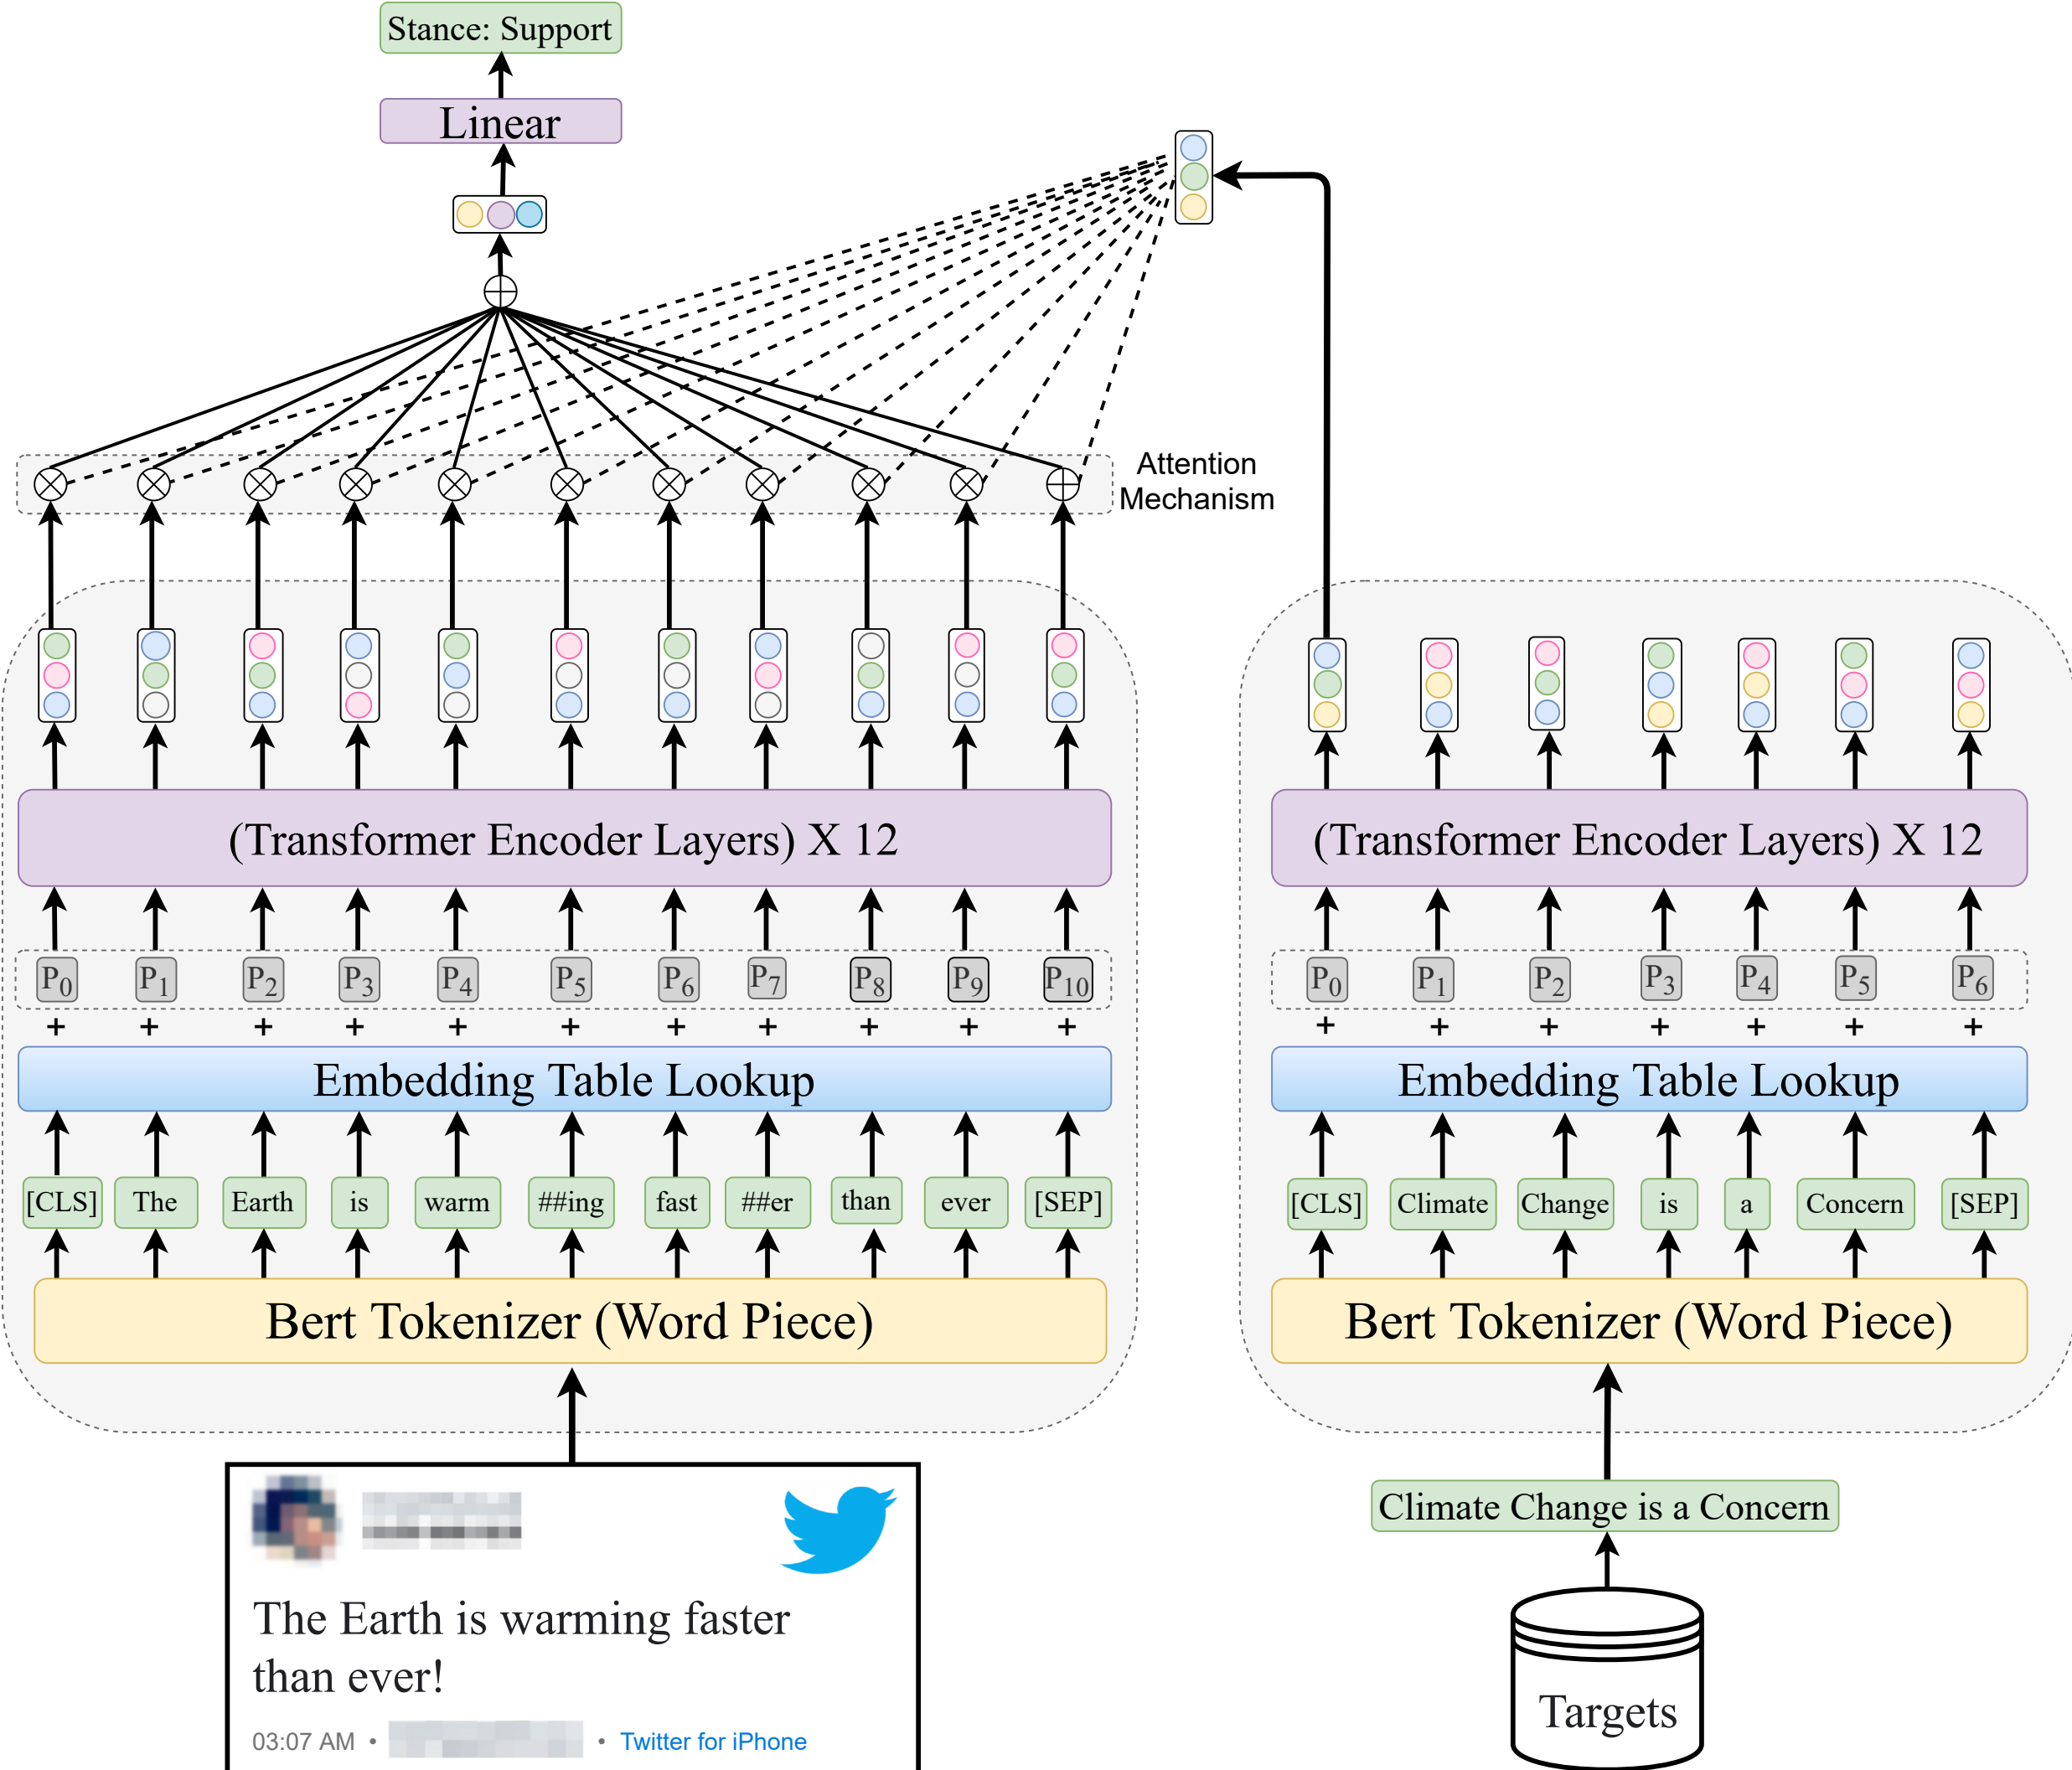 Stance: Support
Linear
Attention
Mechanism
(Transformer Encoder Layers) X 12
P0 P1 P2 P3 P4 P5 P6 P7 P8 P9 P10
+ + + + + + + + + + +
Embedding Table Lookup
[CLS] The Earth is warm ##ing fast ##er than ever [SEP]
Bert Tokenizer (Word Piece)
The Earth is warming faster
than ever!
03:07 AM • • Twitter for iPhone
(Transformer Encoder Layers) X 12
P0 P1 P2 P3 P4 P5 P6
+ + + + + + +
Embedding Table Lookup
[CLS] Climate Change is a Concern [SEP]
Bert Tokenizer (Word Piece)
Climate Change is a Concern
Targets